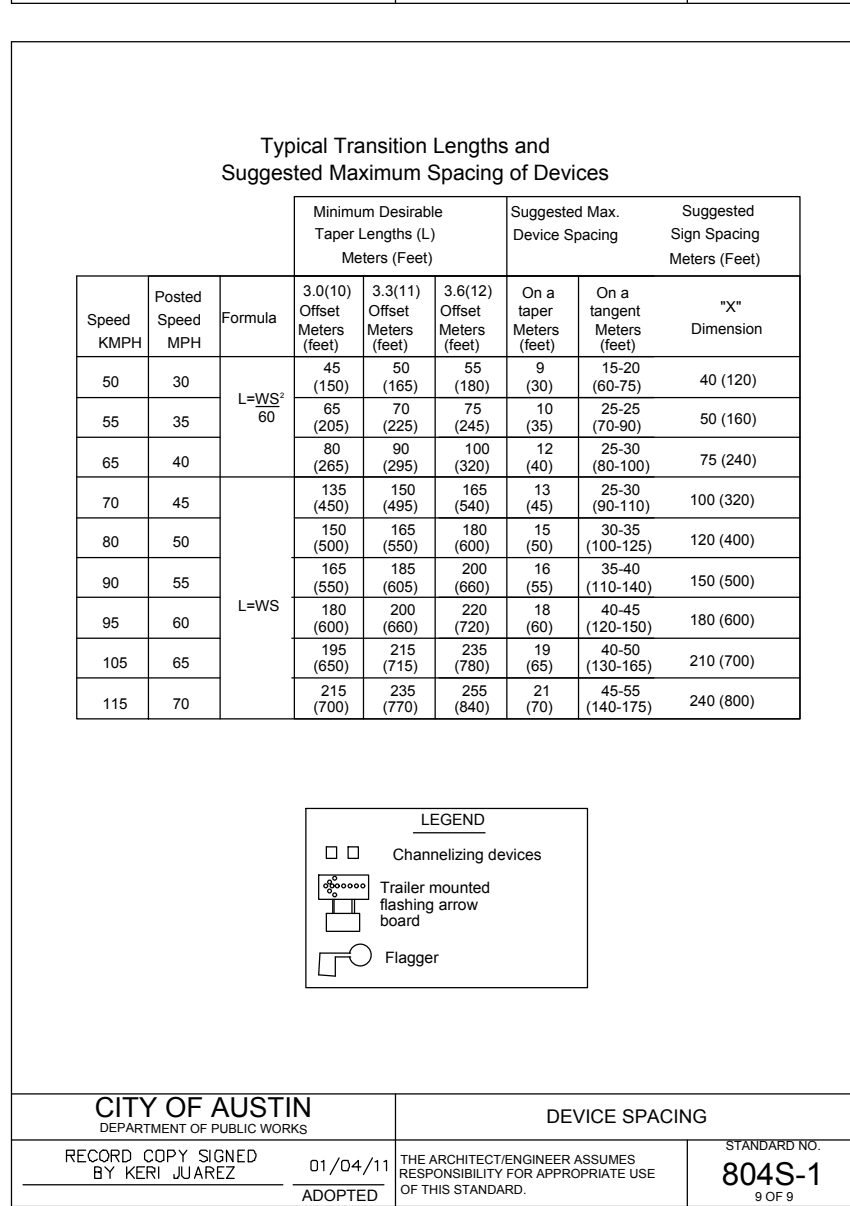 Typical Transition Lengths and
Suggested Maximum Spacing of Devices
Minimum Desirable
Taper Lengths (L)
Meters (Feet)
Suggested Max.
Device Spacing
Suggested
Sign Spacing
Meters (Feet)
Speed
KMPH
Posted
Speed
MPH
Formula
3.0(10)
Offset
Meters
(feet)
3.3(11)
Offset
Meters
(feet)
3.6(12)
Offset
Meters
(feet)
On a
taper
Meters
(feet)
On a
tangent
Meters
(feet)
"X"
Dimension
50 30 45 50 55 9 15-20 40 (120)
(150) (165) (180) (30) (60-75)
L=WS²
60
55 35 65 70 75 10 25-25 50 (160)
(205) (225) (245) (35) (70-90)
65 40 80 90 100 12 25-30 75 (240)
(265) (295) (320) (40) (80-100)
70 45 135 150 165 13 25-30 100 (320)
(450) (495) (540) (45) (90-110)
80 50 150 165 180 15 30-35 120 (400)
(500) (550) (600) (50) (100-125)
90 55 165 185 200 16 35-40 150 (500)
(550) (605) (660) (55) (110-140)
L=WS
95 60 180 200 220 18 40-45 180 (600)
(600) (660) (720) (60) (120-150)
105 65 195 215 235 19 40-50 210 (700)
(650) (715) (780) (65) (130-165)
115 70 215 235 255 21 45-55 240 (800)
(700) (770) (840) (70) (140-175)
LEGEND
Channelizing devices
Trailer mounted
flashing arrow
board
Flagger
CITY OF AUSTIN
DEPARTMENT OF PUBLIC WORKS
DEVICE SPACING
RECORD COPY SIGNED
BY KERI JUAREZ
01/04/11
ADOPTED
THE ARCHITECT/ENGINEER ASSUMES
RESPONSIBILITY FOR APPROPRIATE USE
OF THIS STANDARD.
STANDARD NO.
804S-1
9 OF 9